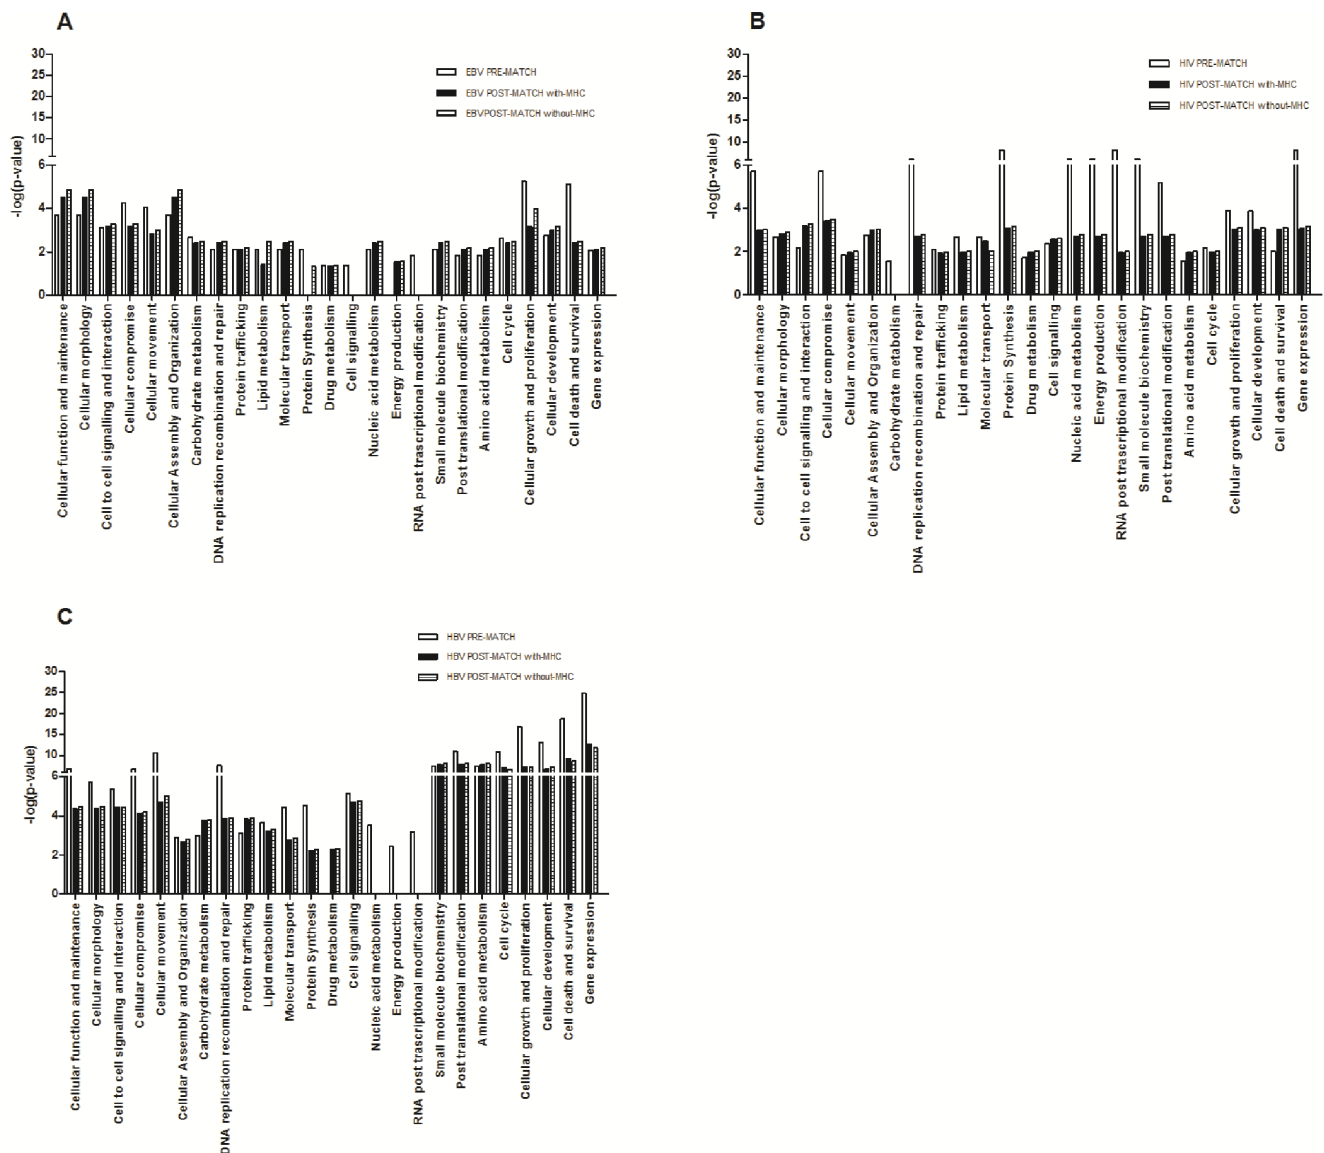 A
30
25
20
15
10
6
4
2
0
-log(p-value)
EBV PRE-MATCH
EBV POST-MATCH with-MHC
EBVPOST-MATCH without-MHC
Cellular function and maintenance
Cellular morphology
Cell to cell signalling and interaction
Cellular compromise
Cellular movement
Cellular Assembly and Organization
Carbohydrate metabolism
DNA replication recombination and repair
Protein trafficking
Lipid metabolism
Molecular transport
Protein Synthesis
Drug metabolism
Cell signalling
Nucleic acid metabolism
Energy production
RNA post trascriptional modification
Small molecule biochemistry
Post translational modification
Amino acid metabolism
Cell cycle
Cellular growth and proliferation
Cellular development
Cell death and survival
Gene expression
B
30
25
20
15
10
6
4
2
0
-log(p-value)
HIV PRE-MATCH
HIV POST-MATCH with-MHC
HIV POST-MATCH without-MHC
Cellular function and maintenance
Cellular morphology
Cell to cell signalling and interaction
Cellular compromise
Cellular movement
Cellular Assembly and Organization
Carbohydrate metabolism
DNA replication recombination and repair
Protein trafficking
Lipid metabolism
Molecular transport
Protein Synthesis
Drug metabolism
Cell signalling
Nucleic acid metabolism
Energy production
RNA post trascriptional modification
Small molecule biochemistry
Post translational modification
Amino acid metabolism
Cell cycle
Cellular growth and proliferation
Cellular development
Cell death and survival
Gene expression
C
30
25
20
15
10
6
4
2
0
-log(p-value)
HBV PRE-MATCH
HBV POST-MATCH with-MHC
HBV POST-MATCH without-MHC
Cellular function and maintenance
Cellular morphology
Cell to cell signalling and interaction
Cellular compromise
Cellular movement
Cellular Assembly and Organization
Carbohydrate metabolism
DNA replication recombination and repair
Protein trafficking
Lipid metabolism
Molecular transport
Protein Synthesis
Drug metabolism
Cell signalling
Nucleic acid metabolism
Energy production
RNA post trascriptional modification
Small molecule biochemistry
Post translational modification
Amino acid metabolism
Cell cycle
Cellular growth and proliferation
Cellular development
Cell death and survival
Gene expression